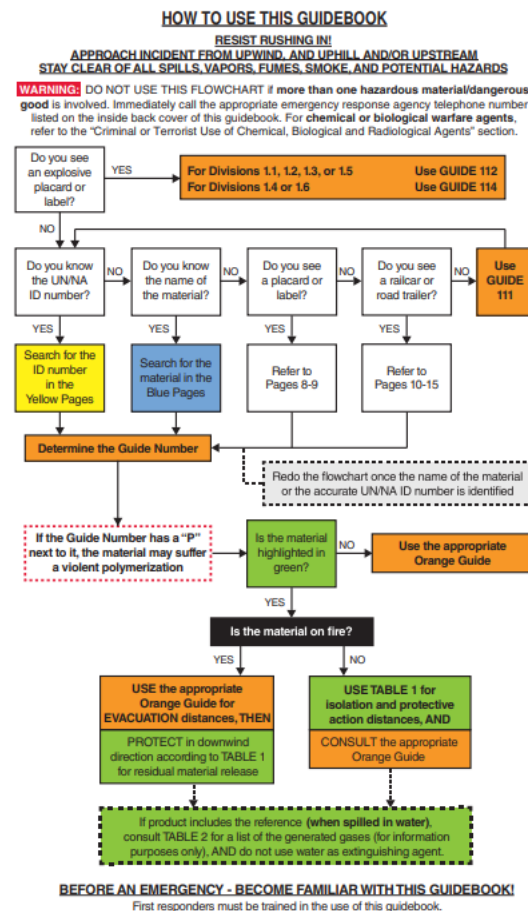 HOW TO USE THIS GUIDEBOOK
RESIST RUSHING IN!
APPROACH INCIDENT FROM UPWIND, AND UPHILL AND/OR UPSTREAM
STAY CLEAR OF ALL SPILLS, VAPORS, FUMES, SMOKE, AND POTENTIAL HAZARDS
WARNING: DO NOT USE THIS FLOWCHART if more than one hazardous material/dangerous
good is involved. Immediately call the appropriate emergency response agency telephone number
listed on the inside back cover of this guidebook. For chemical or biological warfare agents,
refer to the “Criminal or Terrorist Use of Chemical, Biological and Radiological Agents” section.
Do you see
an explosive
placard or
label?
YES
For Divisions 1.1, 1.2, 1.3, or 1.5 Use GUIDE 112
For Divisions 1.4 or 1.6 Use GUIDE 114
NO
Do you know
the UN/NA
ID number?
NO
Do you know
the name of
the material?
NO
Do you see
a placard or
label?
NO
Do you see
a railcar or
road trailer?
NO
Use
GUIDE
111
YES
YES
YES
YES
Search for the
ID number
in the
Yellow Pages
Search for the
material in the
Blue Pages
Refer to
Pages 8-9
Refer to
Pages 10-15
Determine the Guide Number
Redo the flowchart once the name of the material
or the accurate UN/NA ID number is identified
If the Guide Number has a “P”
next to it, the material may suffer
a violent polymerization
Is the material
highlighted in
green?
NO
Use the appropriate
Orange Guide
YES
Is the material on fire?
YES
NO
USE the appropriate
Orange Guide for
EVACUATION distances, THEN
PROTECT in downwind
direction according to TABLE 1
for residual material release
USE TABLE 1 for
isolation and protective
action distances, AND
CONSULT the appropriate
Orange Guide
If product includes the reference (when spilled in water),
consult TABLE 2 for a list of the generated gases (for information
purposes only), AND do not use water as extinguishing agent.
BEFORE AN EMERGENCY - BECOME FAMILIAR WITH THIS GUIDEBOOK!
First responders must be trained in the use of this guidebook.